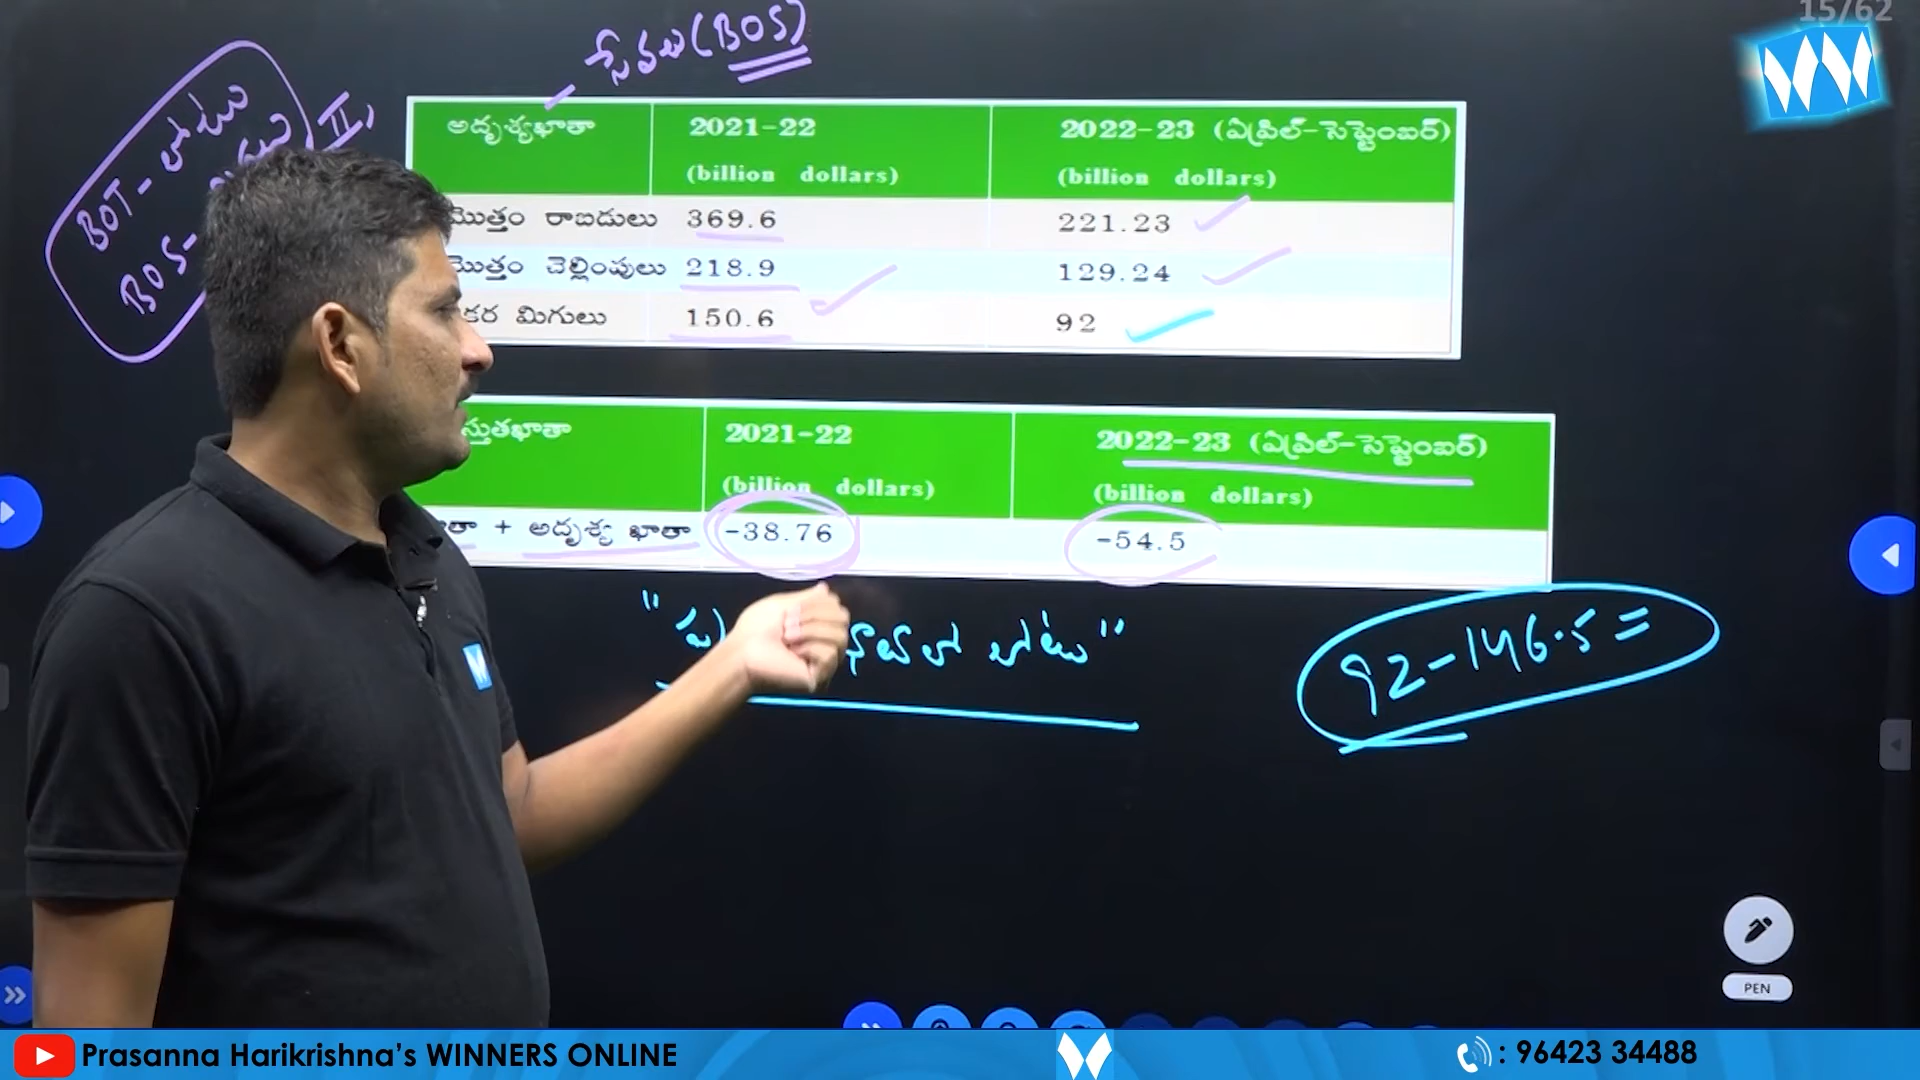 15/62
సేవలు (BOS)
BOT - లోటు
BOS -
II,
అదృశ్యఖాతా 2021-22 (billion dollars) 2022-23 (ఏప్రిల్-సెప్టెంబర్) (billion dollars)
మొత్తం రాబడులు 369.6 221.23
మొత్తం చెల్లింపులు 218.9 129.24
కర మిగులు 150.6 92
స్తుతఖాతా 2021-22 (billion dollars) 2022-23 (ఏప్రిల్-సెప్టెంబర్) (billion dollars)
తా + అదృశ్య ఖాతా -38.76 -54.5
92-146.5=
PEN
Prasanna Harikrishna's WINNERS ONLINE
: 96423 34488